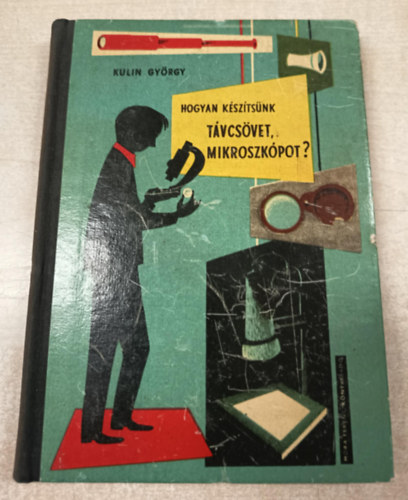 KULIN GYÖRGY
HOGYAN KÉSZÍTSÜNK
TÁVCSÖVET,
MIKROSZKÓPOT?